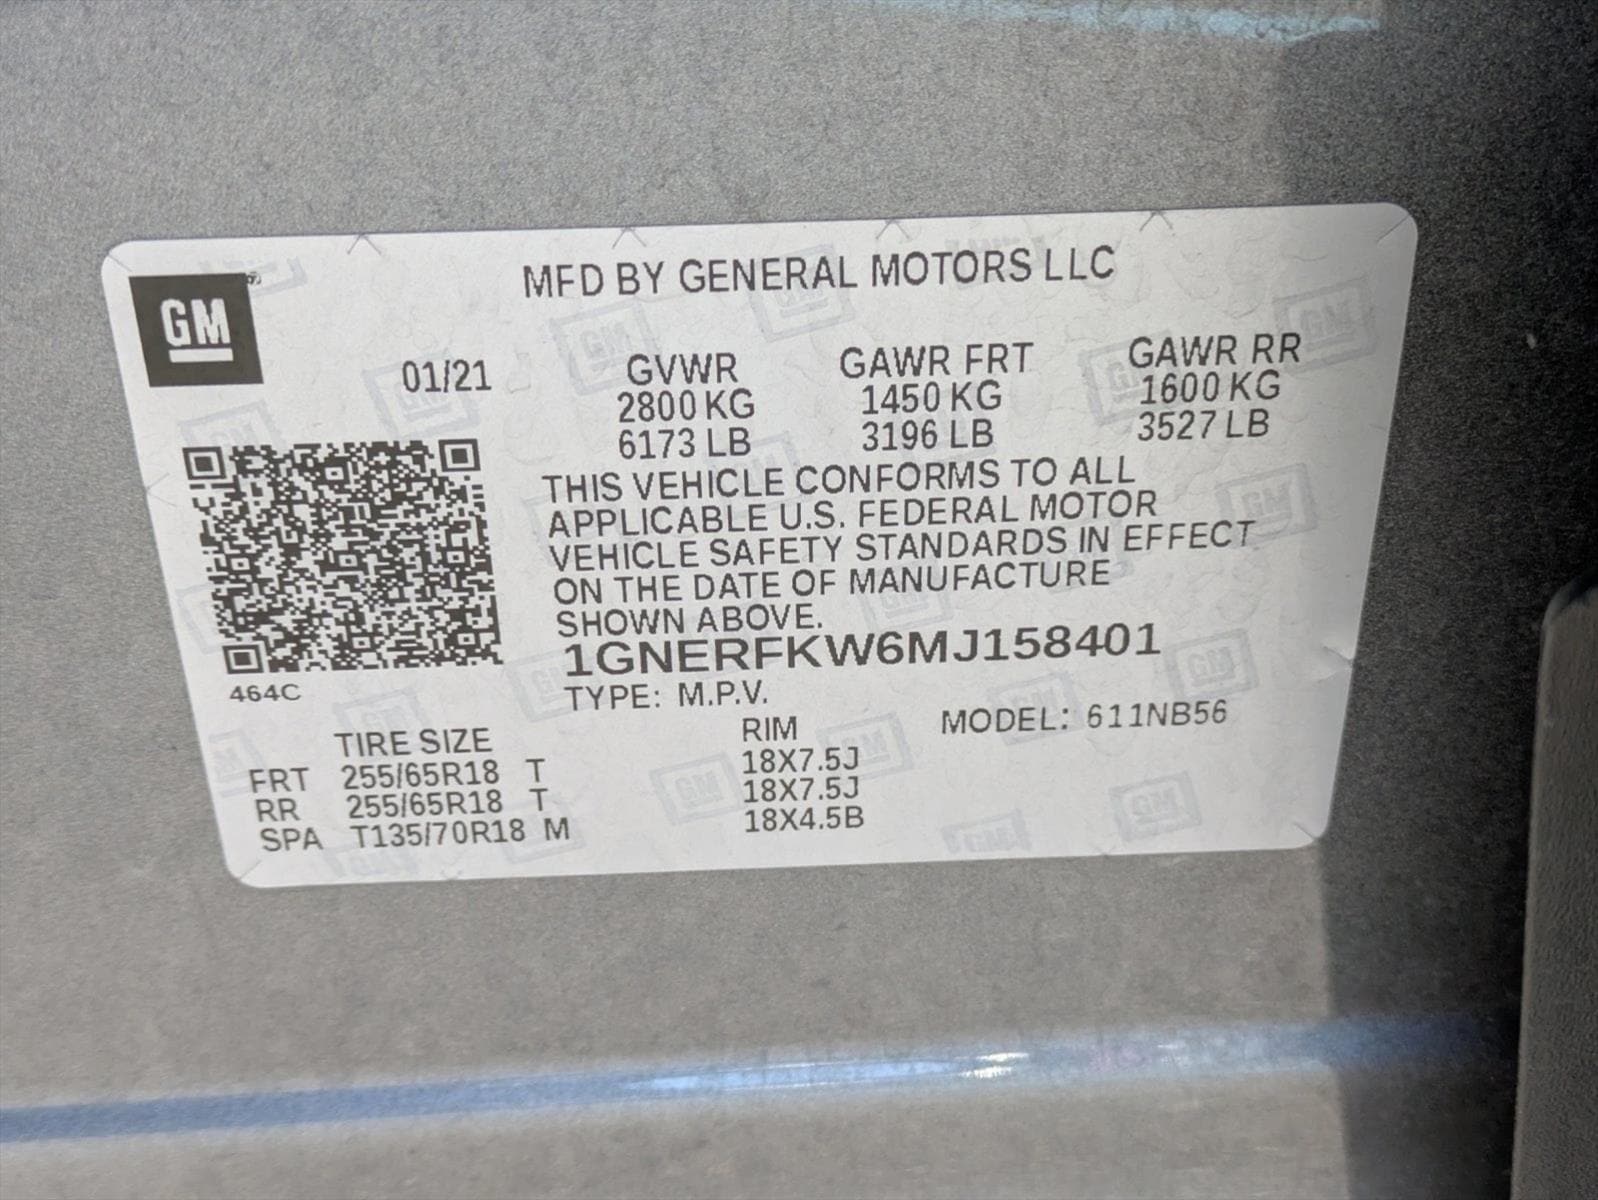 GM
MFD BY GENERAL MOTORS LLC
01/21 GVWR GAWR FRT GAWR RR
2800 KG 1450 KG 1600 KG
6173 LB 3196 LB 3527 LB
THIS VEHICLE CONFORMS TO ALL
APPLICABLE U.S. FEDERAL MOTOR
VEHICLE SAFETY STANDARDS IN EFFECT
ON THE DATE OF MANUFACTURE
SHOWN ABOVE.
1GNERFKW6MJ158401
464C
TYPE: M.P.V.
MODEL: 611NB56
TIRE SIZE RIM
FRT 255/65R18 T 18X7.5J
RR 255/65R18 T 18X7.5J
SPA T135/70R18 M 18X4.5B